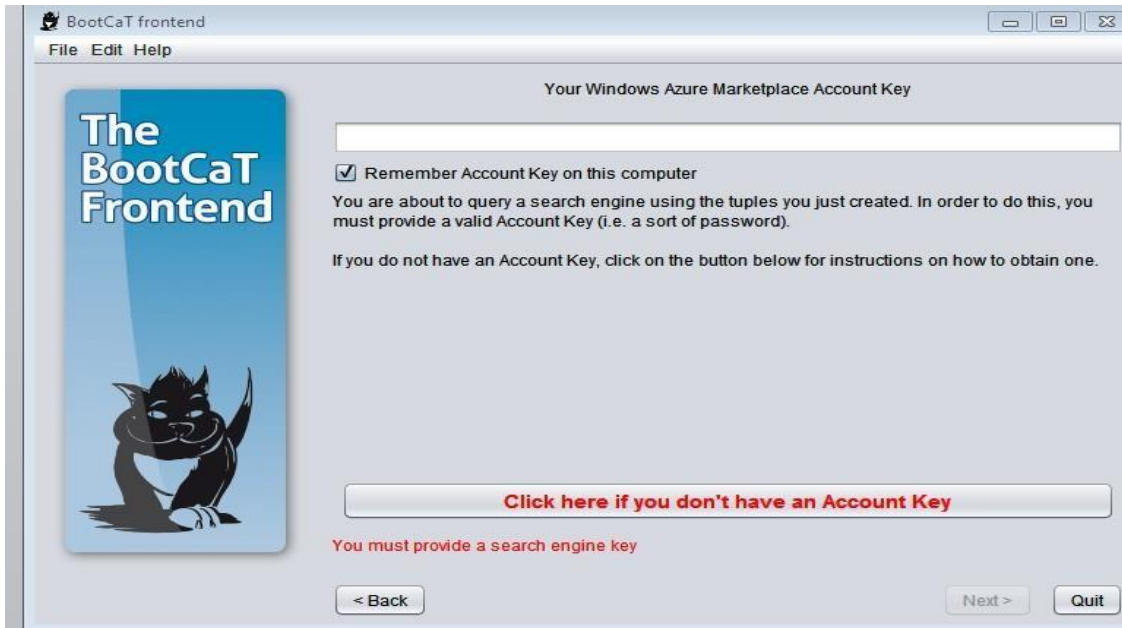 BootCaT frontend
File Edit Help
The
BootCaT
Frontend
Your Windows Azure Marketplace Account Key
Remember Account Key on this computer
You are about to query a search engine using the tuples you just created. In order to do this, you
must provide a valid Account Key (i.e. a sort of password).
If you do not have an Account Key, click on the button below for instructions on how to obtain one.
Click here if you don't have an Account Key
You must provide a search engine key
< Back
Next >
Quit